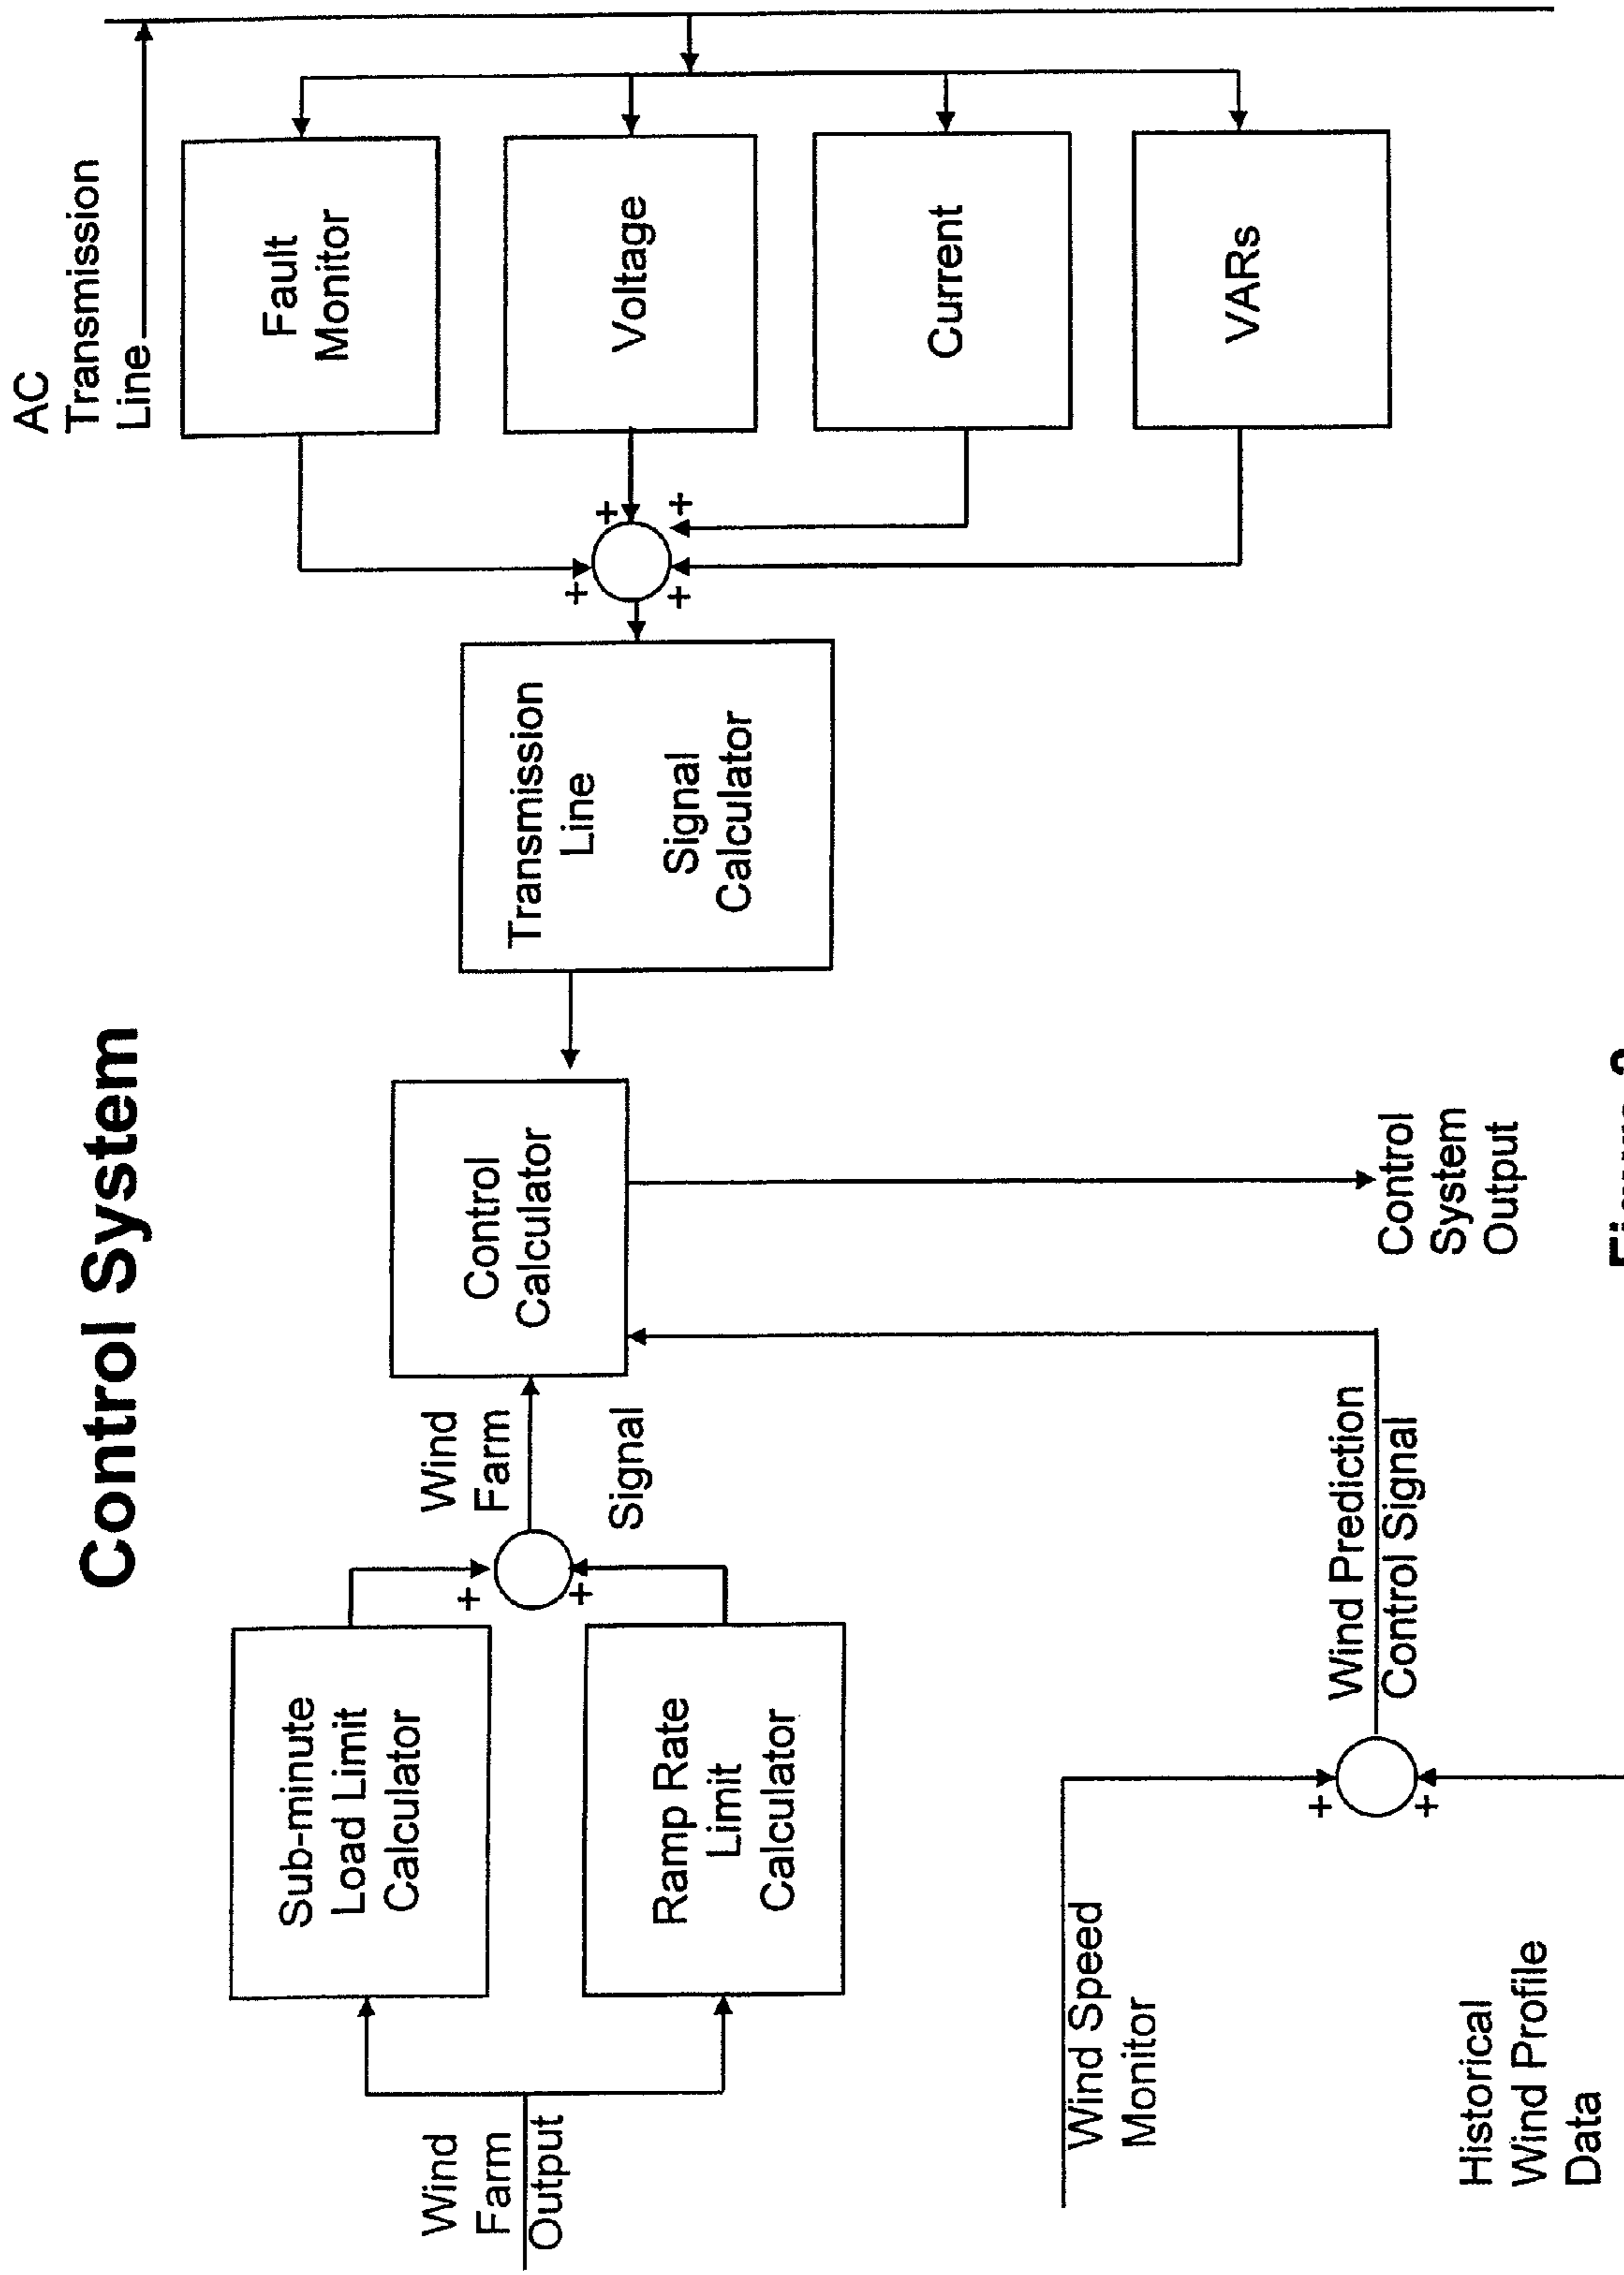 Control System
AC
Transmission
Line
Wind
Farm
Output
Sub-minute
Load Limit
Calculator
Ramp Rate
Limit
Calculator
+
+
Wind
Farm
Signal
Control
Calculator
Transmission
Line
Signal
Calculator
+
+
+
+
Fault
Monitor
Voltage
Current
VARs
Wind Speed
Monitor
Historical
Wind Profile
Data
+
+
Wind Prediction
Control Signal
Control
System
Output